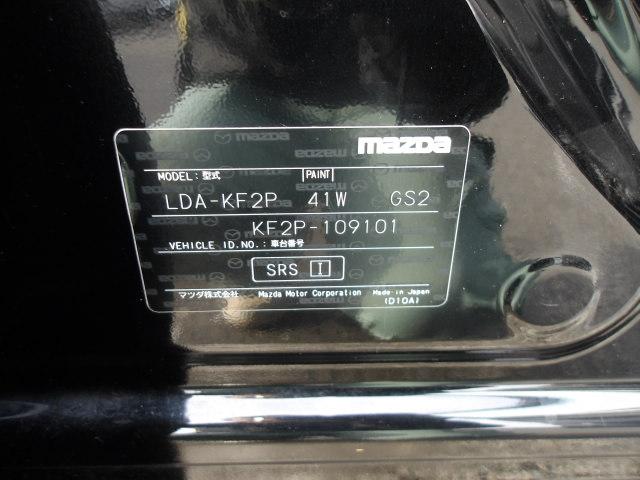 mazda
MODEL: 型式 PAINT
LDA-KF2P 41W GS2
KF2P-109101
VEHICLE ID.NO.: 車台番号
SRS I
マツダ株式会社 Mazda Motor Corporation Made in Japan
(D10A)